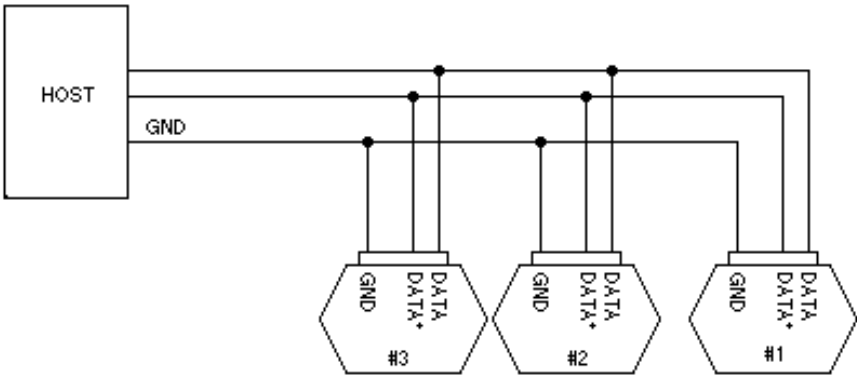 HOST
GND
GND
DATA*
DATA
#3
GND
DATA*
DATA
#2
GND
DATA*
DATA
#1